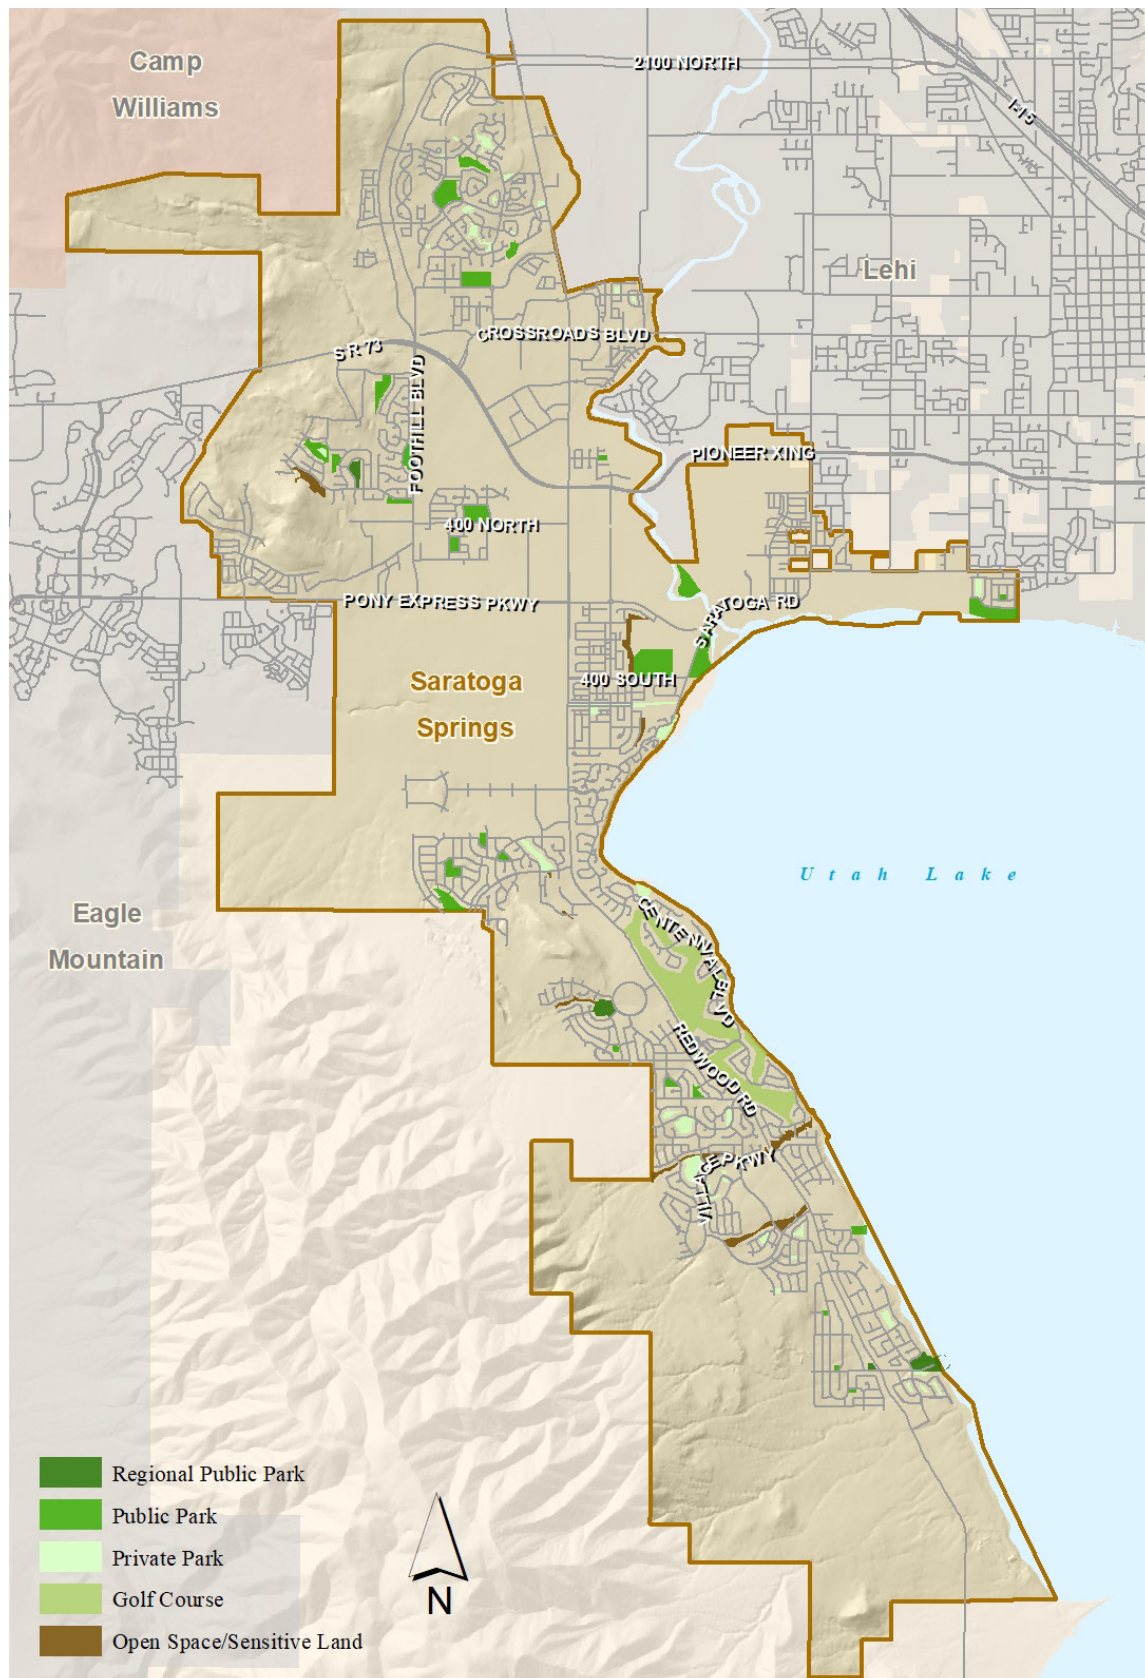 Camp
Williams
2100 NORTH
I-15
Lehi
CROSSROADS BLVD
SR 73
FOOTHILL BLVD
PIONEER XING
400 NORTH
PONY EXPRESS PKWY
SARATOGA RD
400 SOUTH
Saratoga
Springs
Utah Lake
Eagle
Mountain
CENTENNIAL BLVD
REDWOOD RD
VILLAGE PKWY
Regional Public Park
Public Park
Private Park
Golf Course
Open Space/Sensitive Land
N